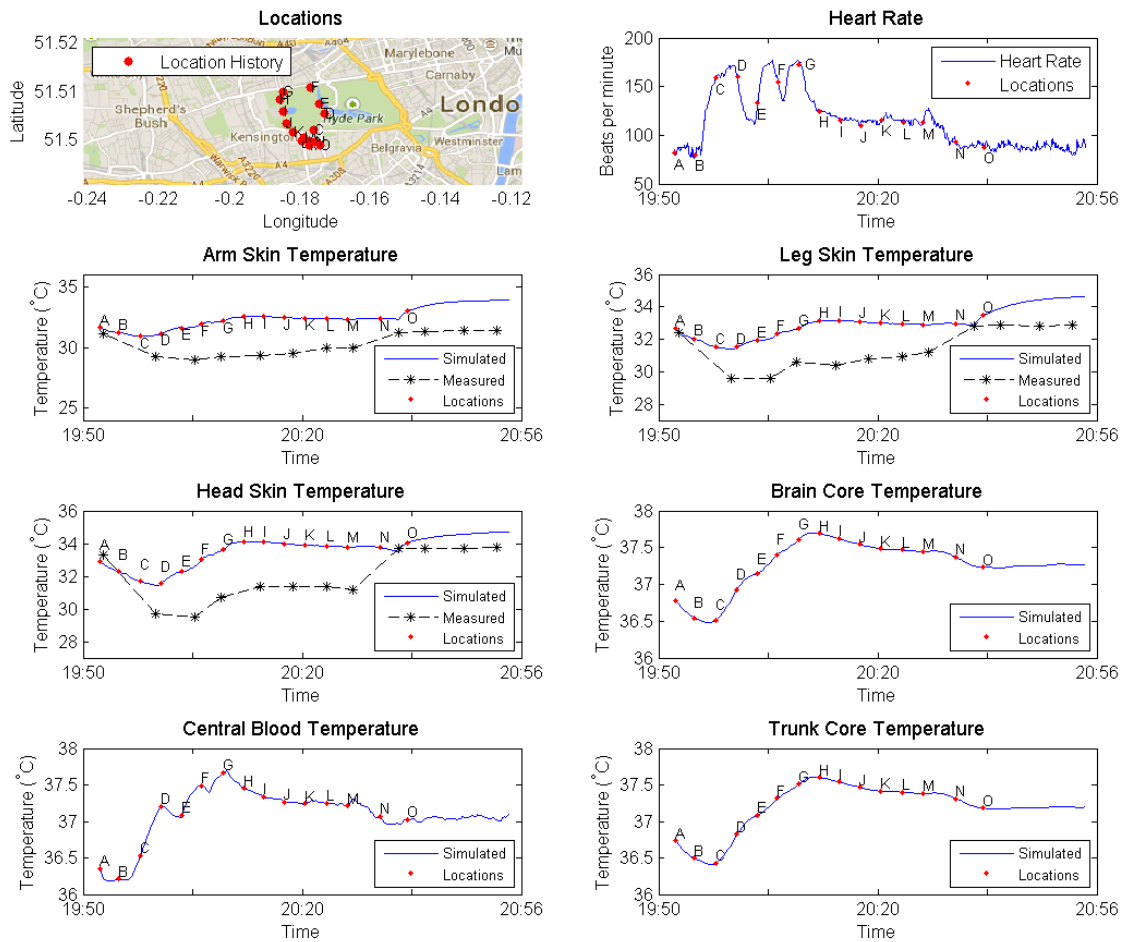 Locations
51.52
51.51
51.5
Latitude
Location History
Marylebone
Carnaby
Londo
Shepherd's
Bush
Hyde Park
Kensington
Westminster
Belgravia
Lam
A40
A4
A3220
A308
A3214
A4
G F
I E
D
K C
O
-0.24 -0.22 -0.2 -0.18 -0.16 -0.14 -0.12
Longitude
Heart Rate
200
150
100
50
Beats per minute
Heart Rate
Locations
A B C D E F G H I J K L M N O
19:50 20:20 20:56
Time
Arm Skin Temperature
35
30
25
Temperature (°C)
A B C D E F G H I J K L M N O
Simulated
Measured
Locations
19:50 20:20 20:56
Time
Leg Skin Temperature
36
34
32
30
28
26
Temperature (°C)
A B C D E F G H I J K L M N O
Simulated
Measured
Locations
19:50 20:20 20:56
Time
Head Skin Temperature
36
34
32
30
28
Temperature (°C)
A B C D E F G H I J K L M N O
Simulated
Measured
Locations
19:50 20:20 20:56
Time
Brain Core Temperature
38
37.5
37
36.5
36
Temperature (°C)
A B C D E F G H I J K L M N O
Simulated
Locations
19:50 20:20 20:56
Time
Central Blood Temperature
38
37.5
37
36.5
36
Temperature (°C)
A B C D E F G H I J K L M N O
Simulated
Locations
19:50 20:20 20:56
Time
Trunk Core Temperature
38
37.5
37
36.5
36
Temperature (°C)
A B C D E F G H I J K L M N O
Simulated
Locations
19:50 20:20 20:56
Time